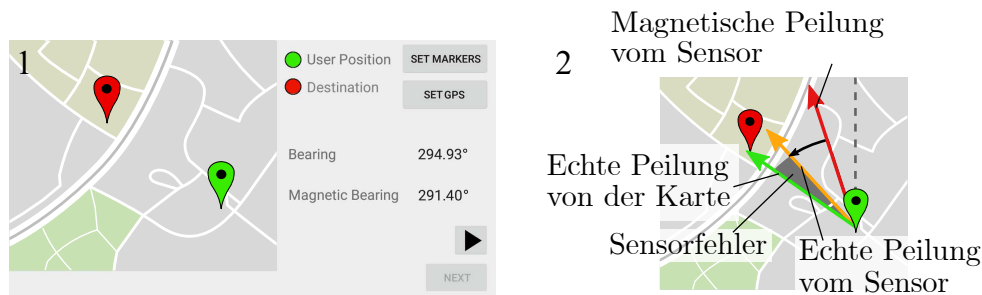 1
User Position
SET MARKERS
Destination
SET GPS
Bearing
294.93°
Magnetic Bearing
291.40°
NEXT
2
Magnetische Peilung
vom Sensor
Echte Peilung
von der Karte
Sensorfehler
Echte Peilung
vom Sensor